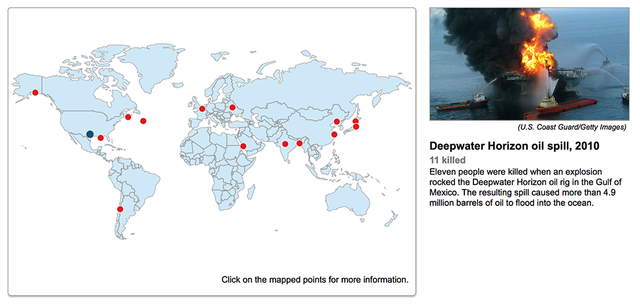 Click on the mapped points for more information.
(U.S. Coast Guard/Getty Images)
Deepwater Horizon oil spill, 2010
11 killed
Eleven people were killed when an explosion
rocked the Deepwater Horizon oil rig in the Gulf of
Mexico. The resulting spill caused more than 4.9
million barrels of oil to flood into the ocean.